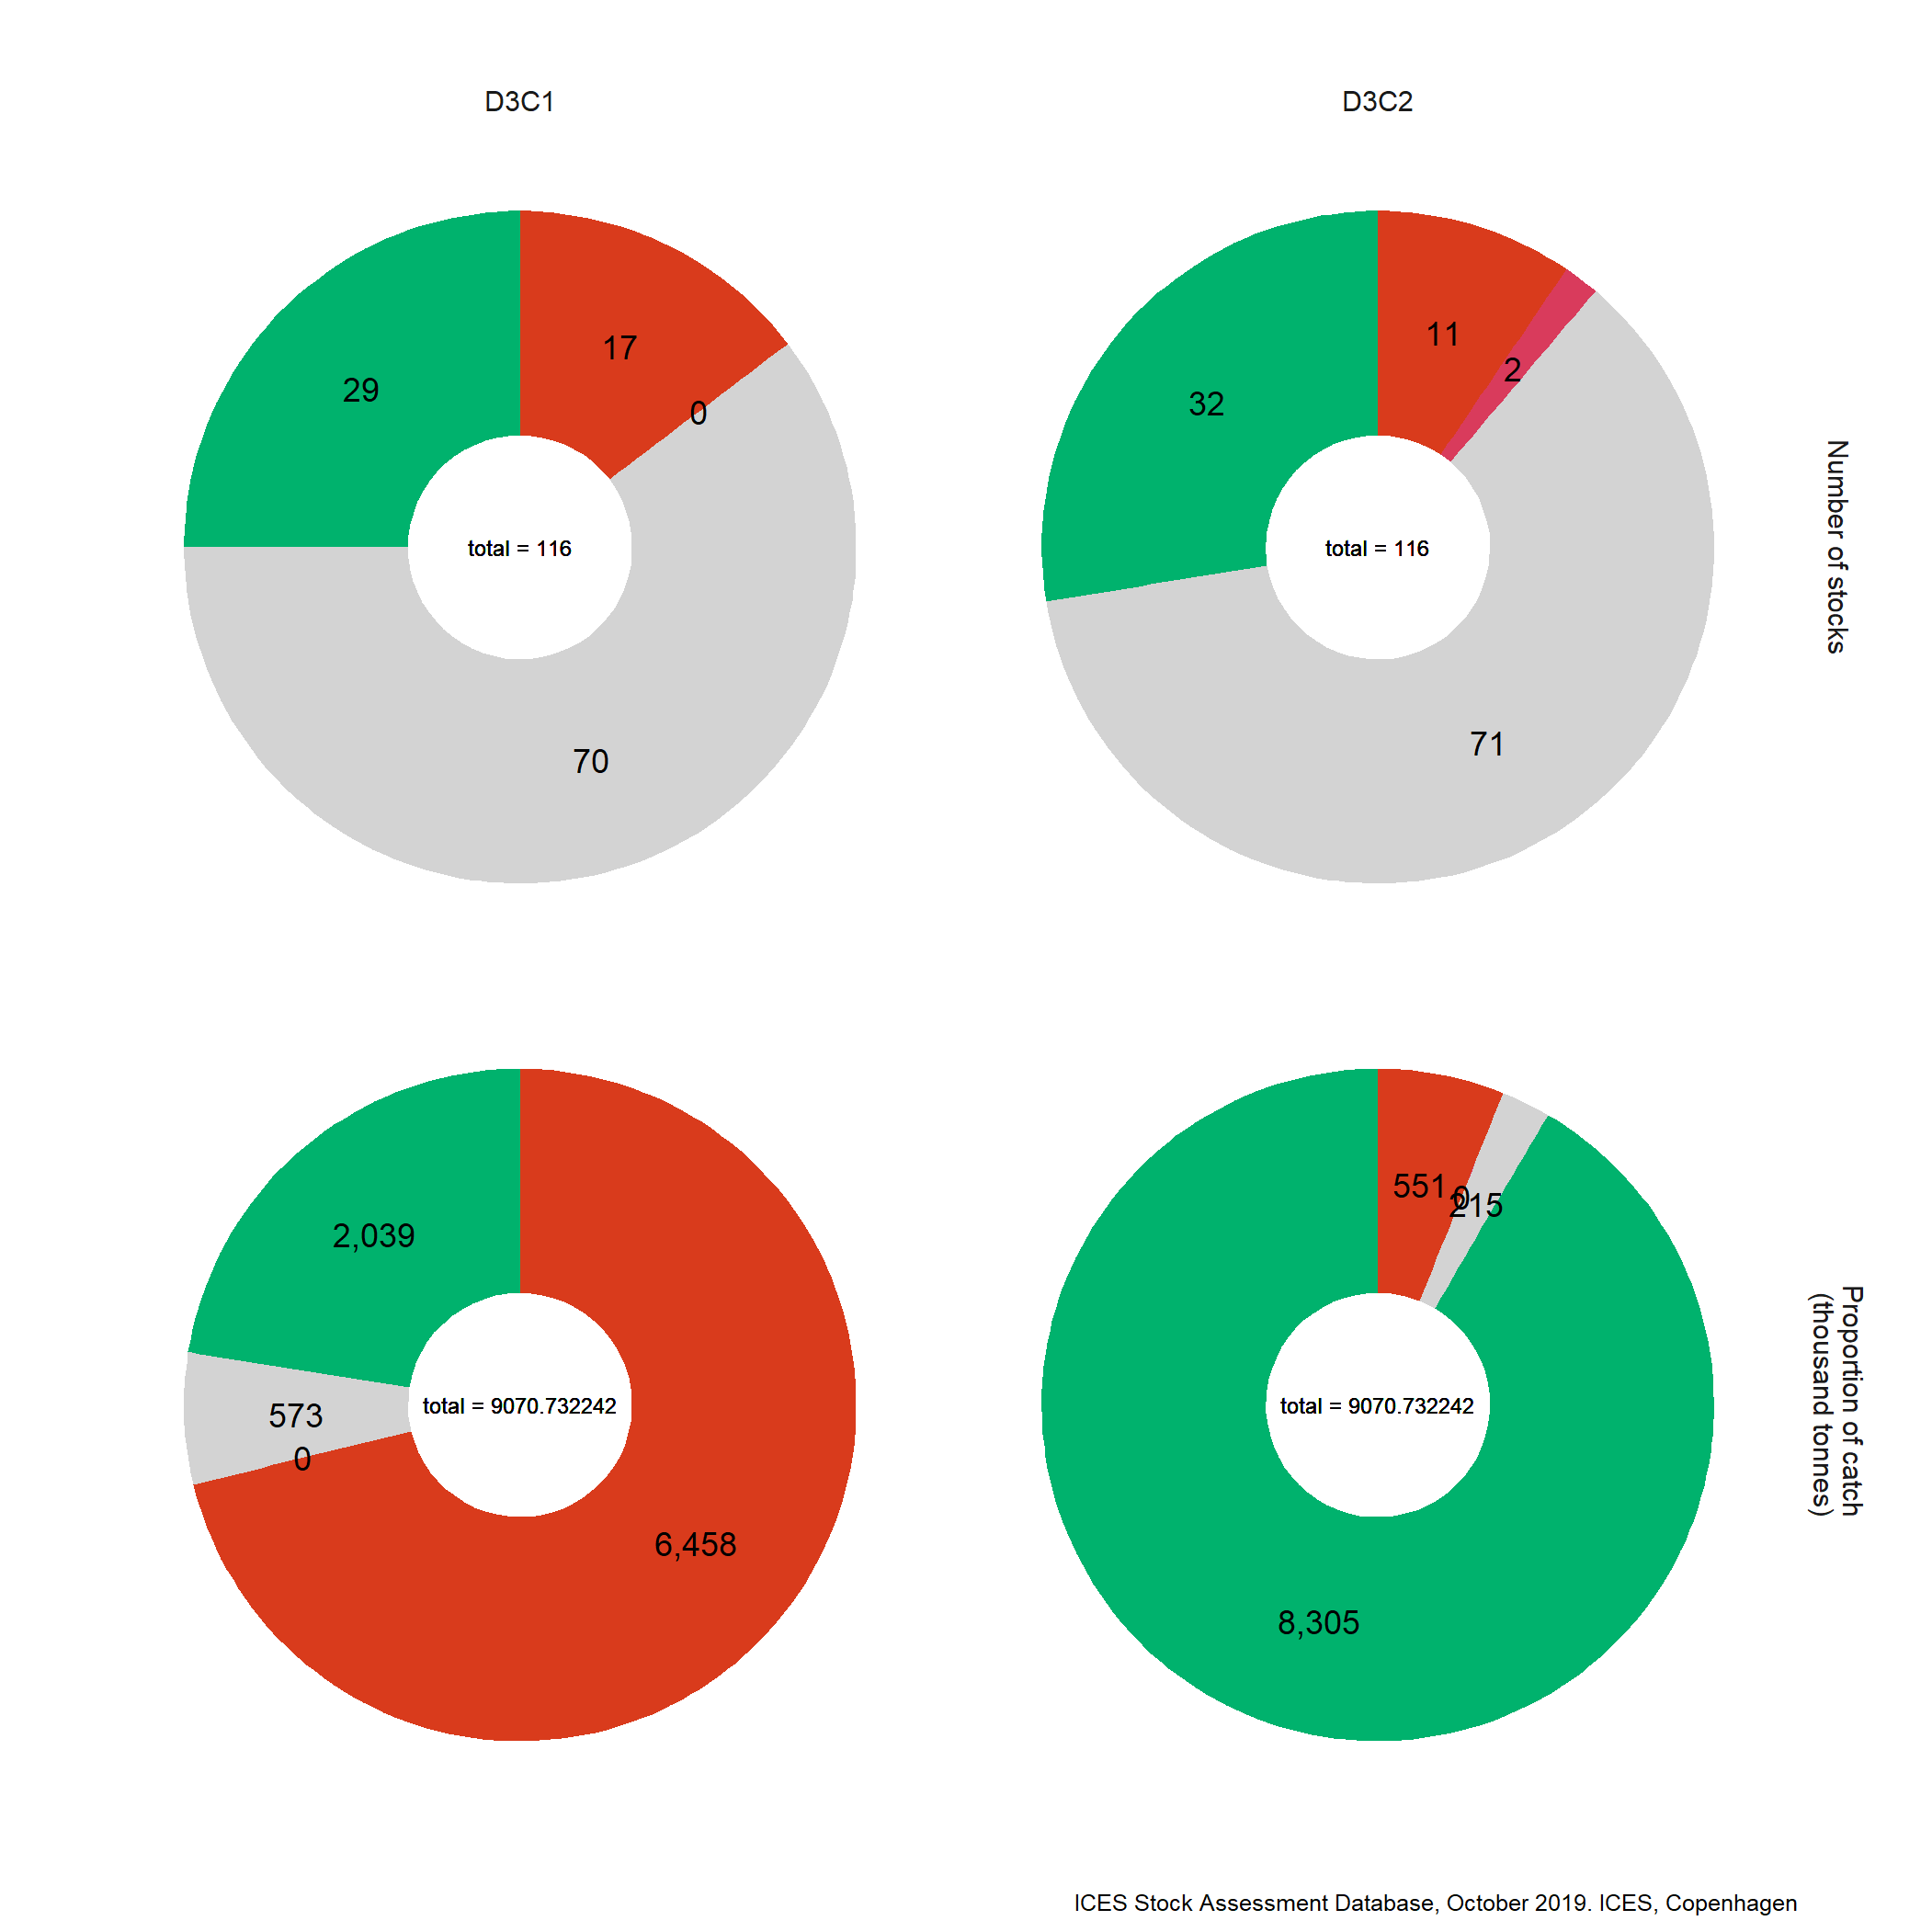 D3C1
D3C2
17
0
29
total = 116
70
11
2
32
total = 116
71
Number of stocks
2,039
573
0
total = 9070.732242
6,458
551
0
215
total = 9070.732242
8,305
Proportion of catch
(thousand tonnes)
ICES Stock Assessment Database, October 2019. ICES, Copenhagen